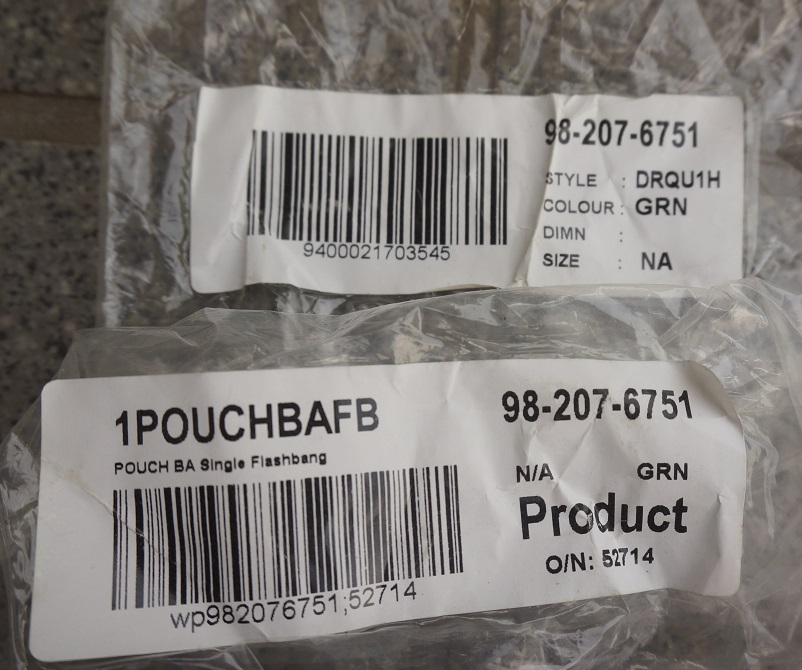 98-207-6751
STYLE : DRQU1H
COLOUR : GRN
DIMN :
SIZE : NA
9400021703545
1POUCHBAFB
POUCH BA Single Flashbang
98-207-6751
N/A GRN
Product
O/N: 52714
wp982076751;52714